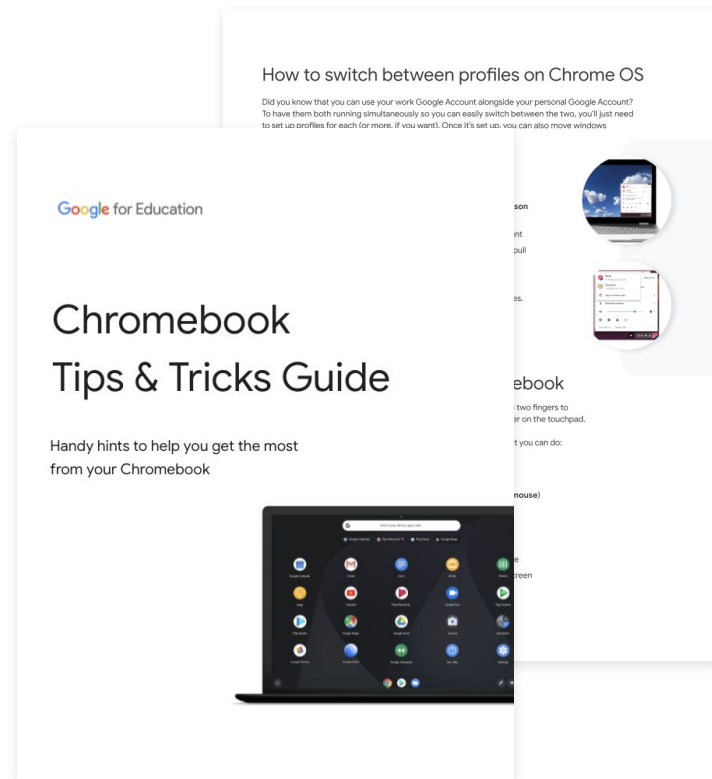 How to switch between profiles on Chrome OS
Did you know that you can use your work Google Account alongside your personal Google Account?
To have them both running simultaneously so you can easily switch between the two, you'll just need
to set up profiles for each (or more, if you want). Once it's set up, you can also move windows
son
int
pull
es.
ebook
two fingers to
er on the touchpad.
t you can do:
mouse)
e
creen
Google for Education
Chromebook
Tips & Tricks Guide
Handy hints to help you get the most
from your Chromebook